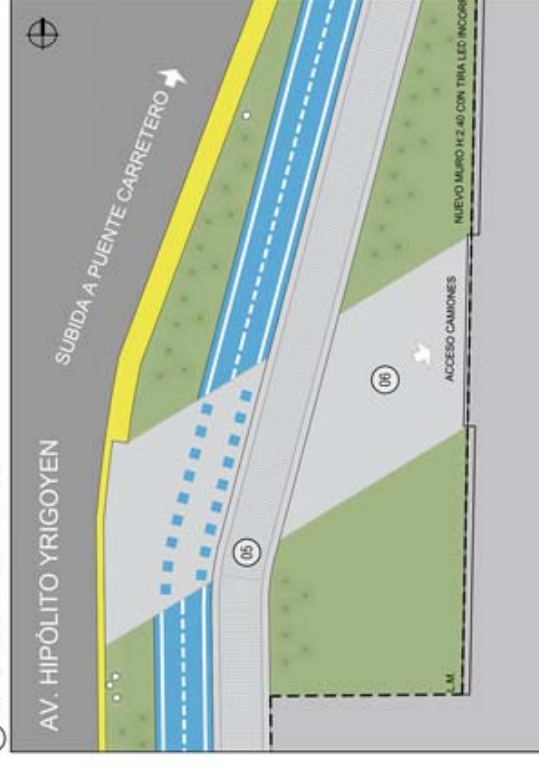 SUBIDA A PUENTE CARRETERO
AV. HIPÓLITO YRIGOYEN
05
06
ACCESO CAMIONES
NUEVO MURO H:2.40 CON TIRA LED
L.M.